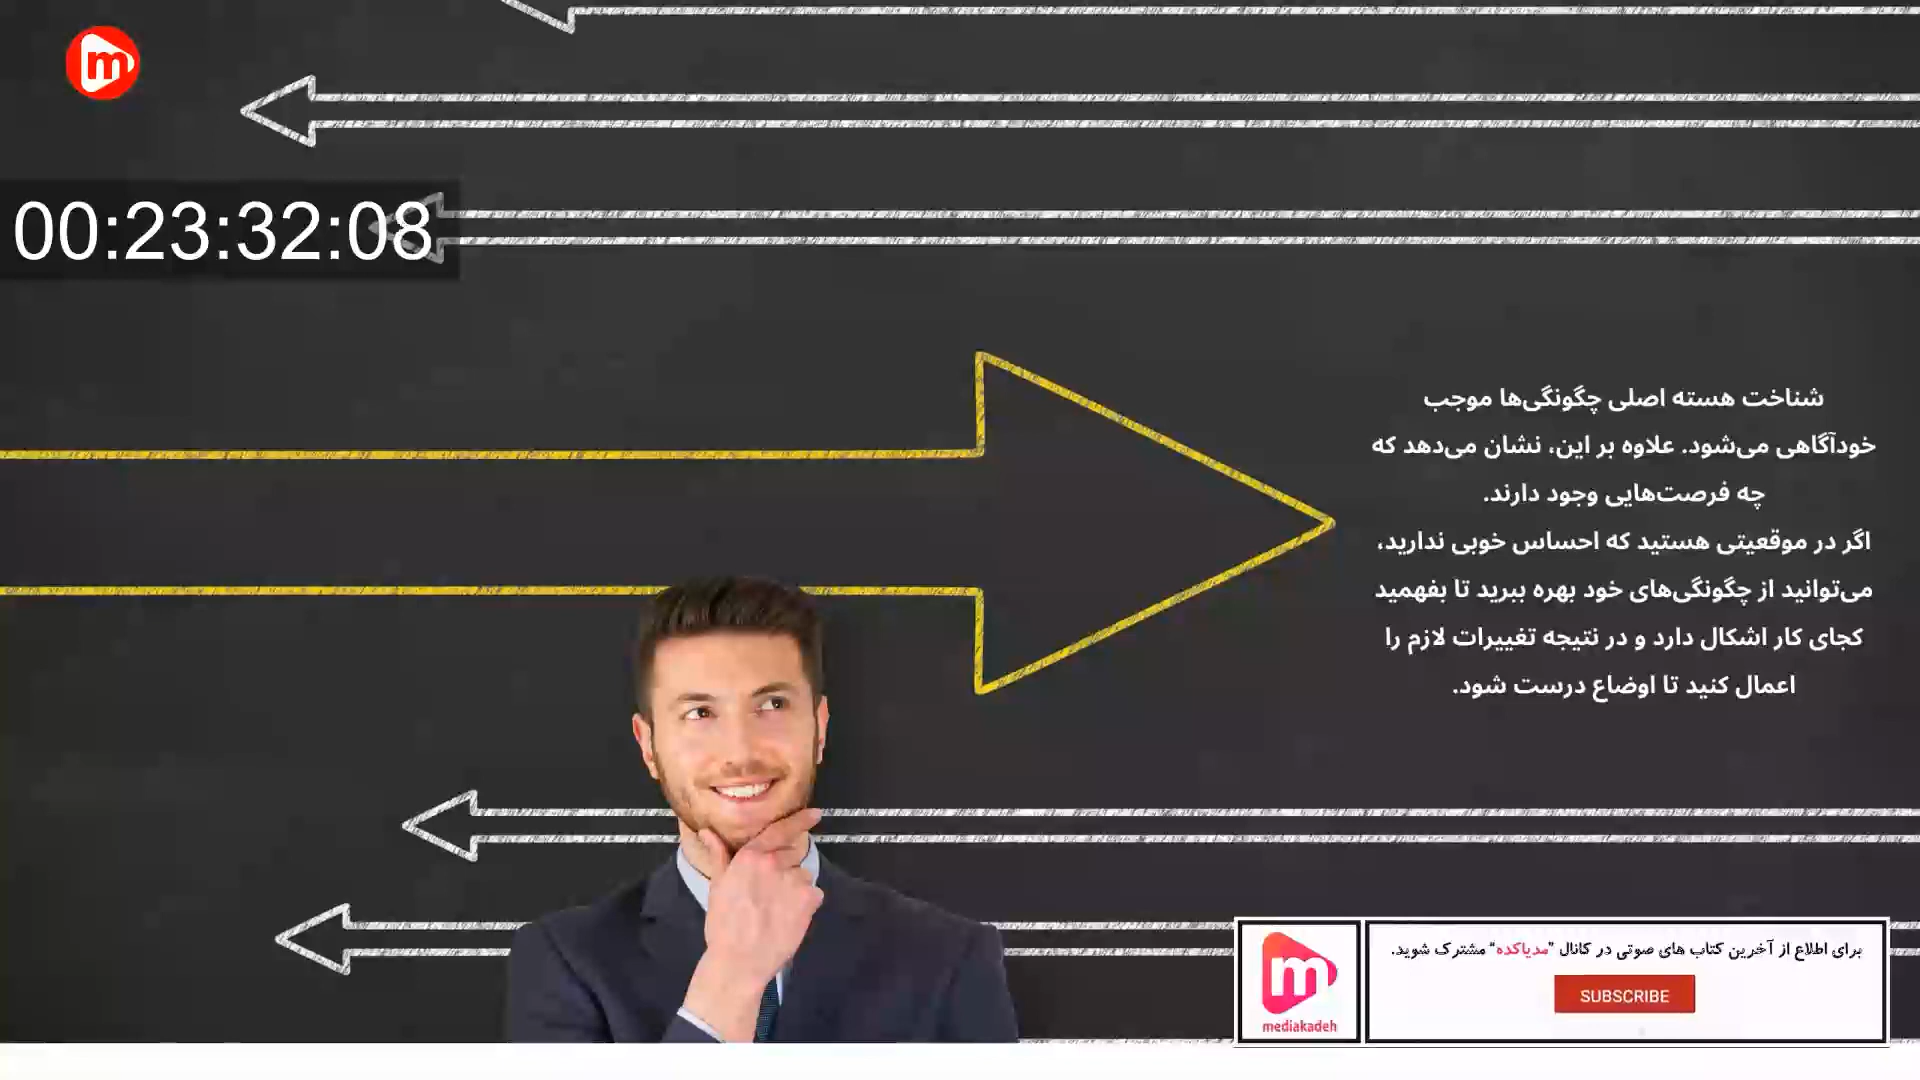 m
00:23:32:08
شناخت هسته اصلی چگونگی‌ها موجب
خودآگاهی می‌شود. علاوه بر این، نشان می‌دهد که
چه فرصت‌هایی وجود دارند.
اگر در موقعیتی هستید که احساس خوبی ندارید،
می‌توانید از چگونگی‌های خود بهره ببرید تا بفهمید
کجای کار اشکال دارد و در نتیجه تغییرات لازم را
اعمال کنید تا اوضاع درست شود.
برای اطلاع از آخرین کتاب های صوتی در کانال "مدیاکده" مشترک شوید.
SUBSCRIBE
m
mediakadeh